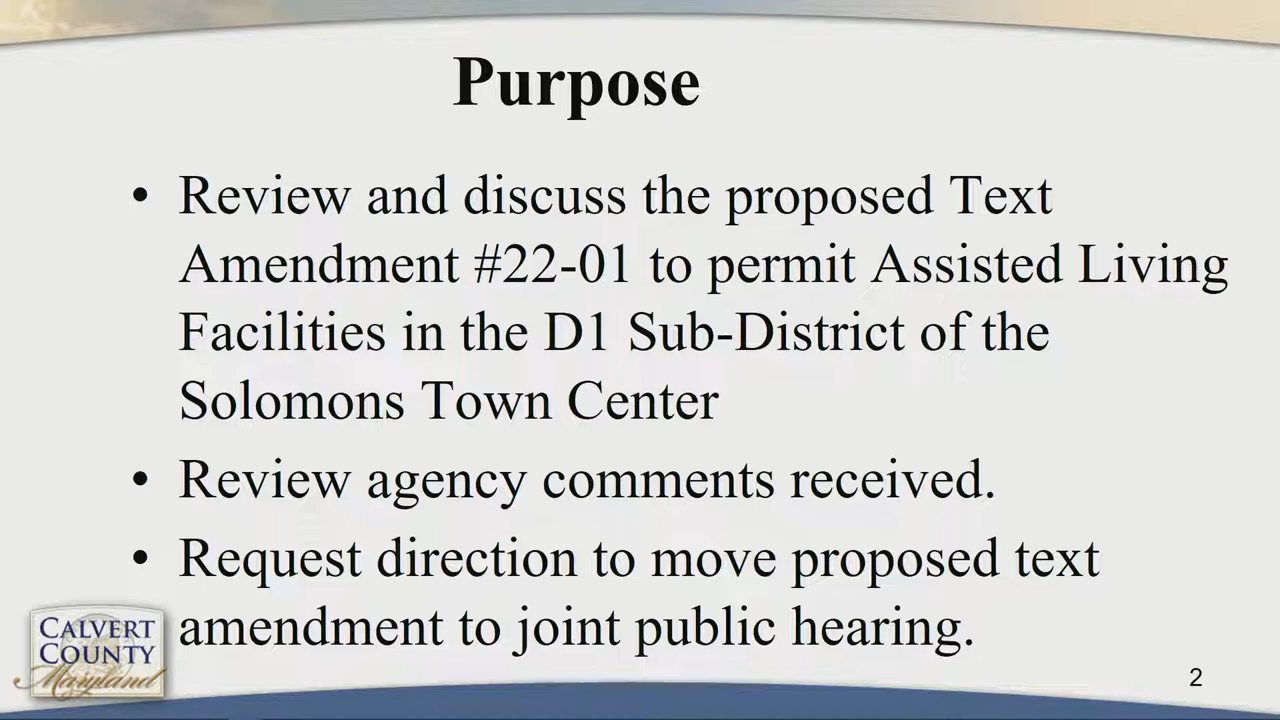 Purpose
• Review and discuss the proposed Text
Amendment #22-01 to permit Assisted Living
Facilities in the D1 Sub-District of the
Solomons Town Center
• Review agency comments received.
• Request direction to move proposed text
amendment to joint public hearing.
CALVERT
COUNTY
Maryland
2